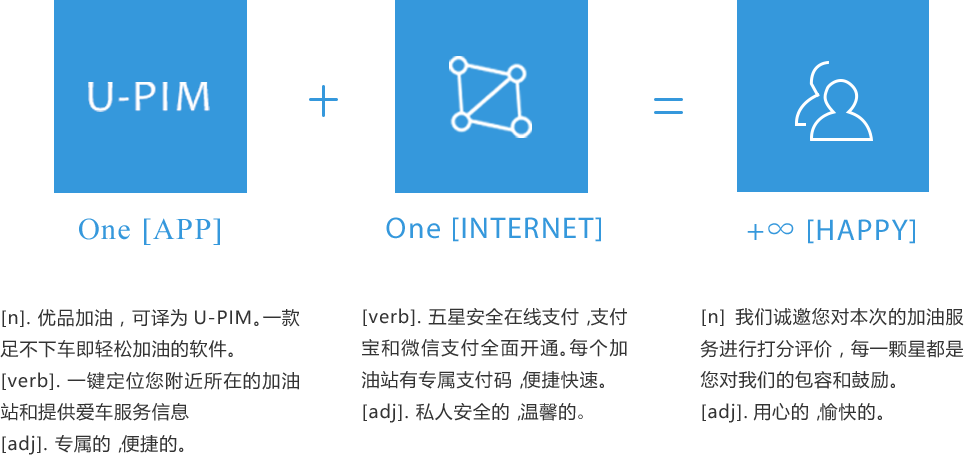 U-PIM
+
=
One [APP]
One [INTERNET]
+∞ [HAPPY]
[n]. 优品加油，可译为 U-PIM。一款
足不下车即轻松加油的软件。
[verb]. 一键定位您附近所在的加油
站和提供爱车服务信息
[adj]. 专属的 ,便捷的。
[verb]. 五星安全在线支付 ,支付
宝和微信支付全面开通。每个加
油站有专属支付码 ,便捷快速。
[adj]. 私人安全的 ,温馨的。
[n] 我们诚邀您对本次的加油服
务进行打分评价，每一颗星都是
您对我们的包容和鼓励。
[adj]. 用心的 ,愉快的。